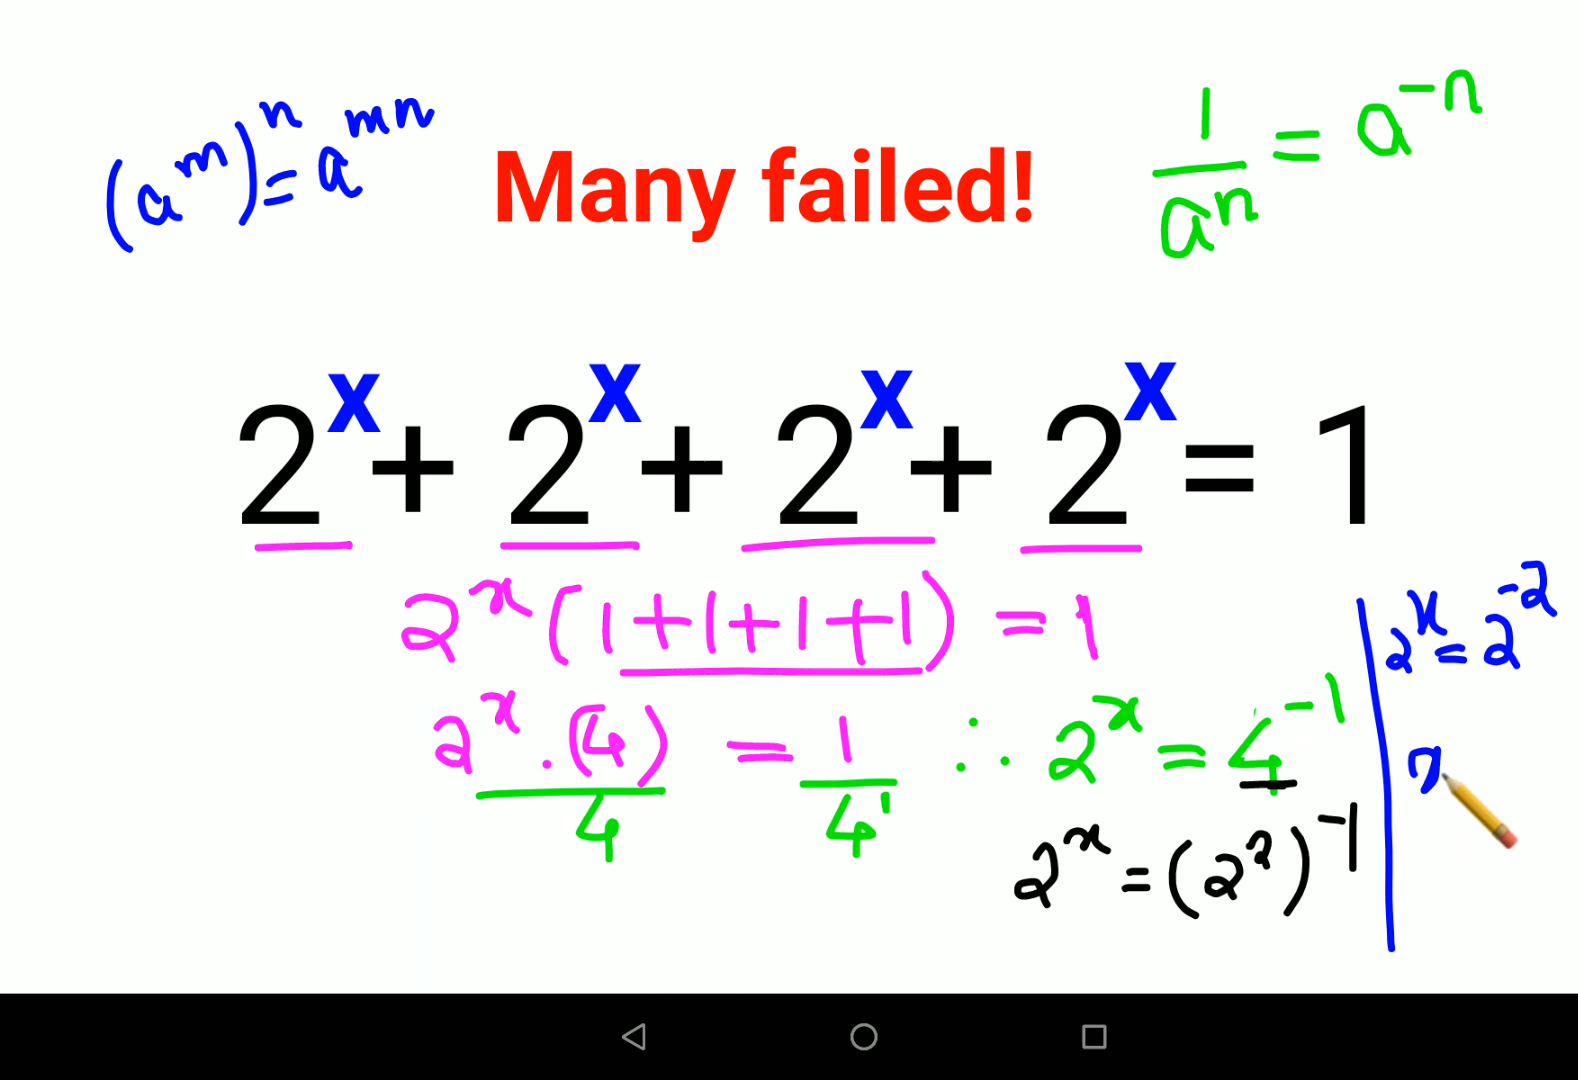 (a^m)^n = a^mn
Many failed!
1/a^n = a^-n
2^x + 2^x + 2^x + 2^x = 1
2^x (1+1+1+1) = 1
2^x . (4) / 4 = 1 / 4 ∴ 2^x = 4^-1
2^x = (2^2)^-1
2^x = 2^-2
x